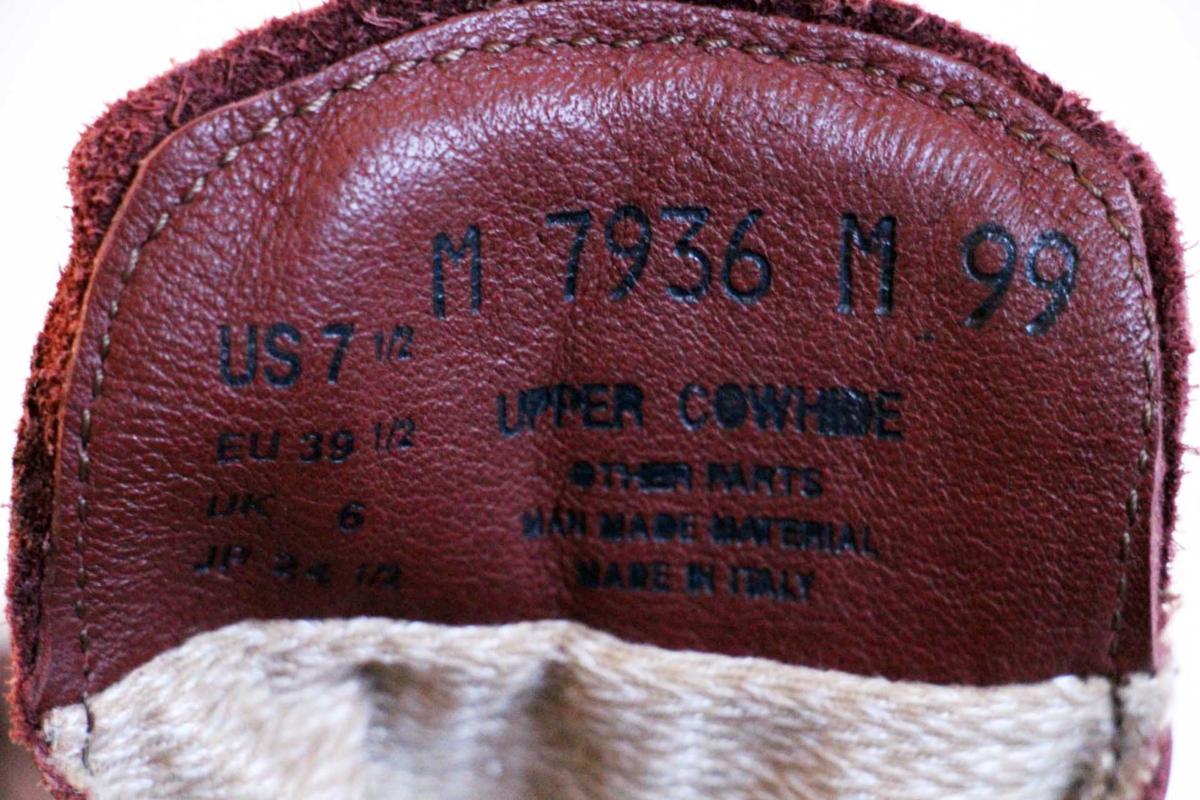 M 7936 M 99
US 7 1/2
EU 39 1/2
UK 6
JP 24 1/2
UPPER COWHIDE
OTHER PARTS
MAN MADE MATERIAL
MADE IN ITALY